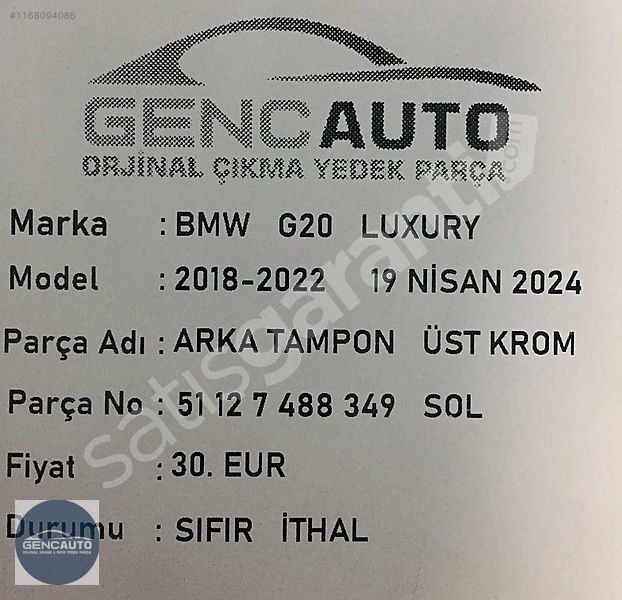 #1168094086
GENCAUTO
ORJİNAL ÇIKMA YEDEK PARÇA
Marka : BMW G20 LUXURY
Model : 2018-2022 19 NİSAN 2024
Parça Adı : ARKA TAMPON ÜST KROM
Parça No : 51 12 7 488 349 SOL
Fiyat : 30. EUR
Durumu : SIFIR İTHAL
satısgaranti.com
GENCAUTO